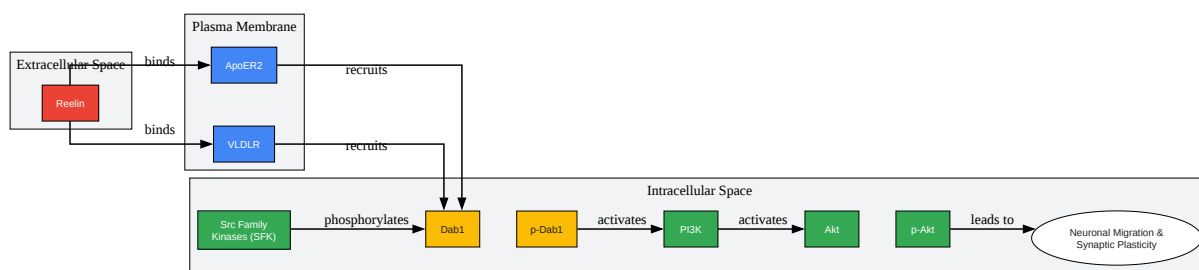 Plasma Membrane
Extracellular Space
binds
ApoER2
recruits
Reelin
binds
VLDLR
recruits
Intracellular Space
Src Family
Kinases (SFK)
phosphorylates
Dab1
p-Dab1
activates
PI3K
activates
Akt
p-Akt
leads to
Neuronal Migration &
Synaptic Plasticity